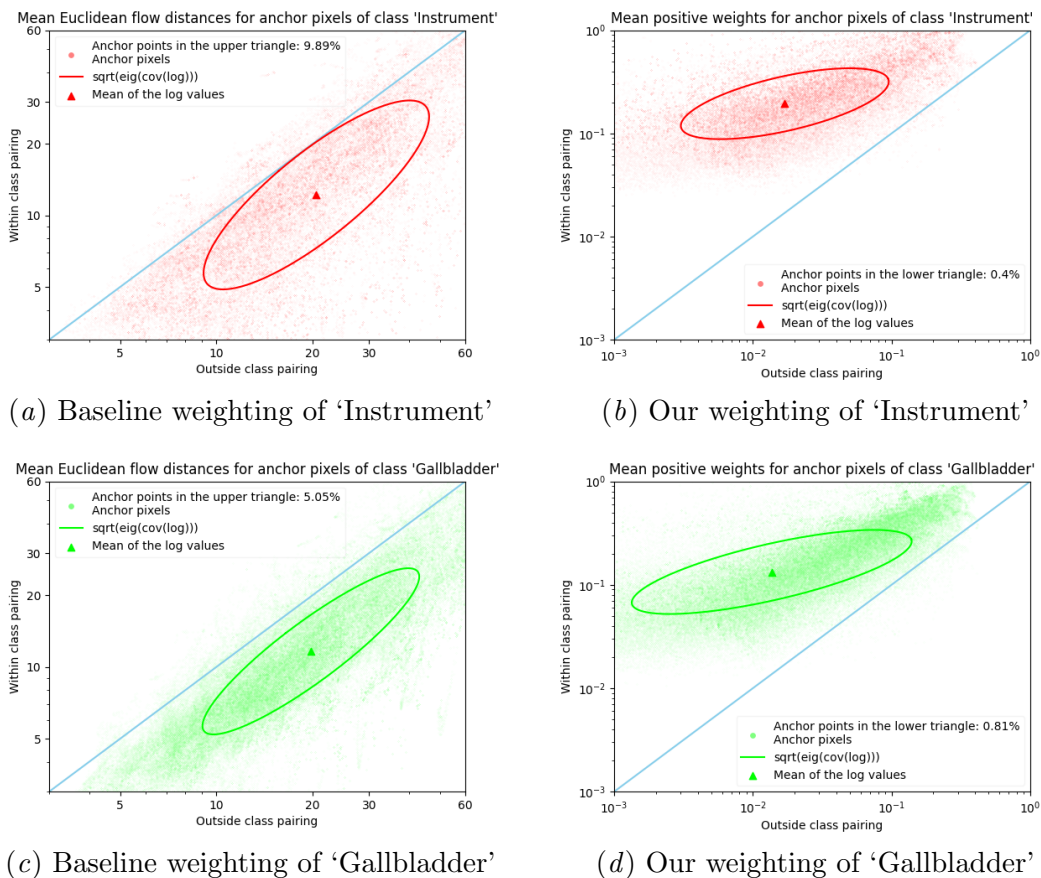 Mean Euclidean flow distances for anchor pixels of class 'Instrument'
60
30
20
10
5
Within class pairing
Anchor points in the upper triangle: 9.89%
Anchor pixels
sqrt(eig(cov(log)))
Mean of the log values
5 10 20 30 60
Outside class pairing
(a) Baseline weighting of ‘Instrument’
Mean positive weights for anchor pixels of class 'Instrument'
10^0
10^-1
10^-2
10^-3
Within class pairing
Anchor points in the lower triangle: 0.4%
Anchor pixels
sqrt(eig(cov(log)))
Mean of the log values
10^-3 10^-2 10^-1 10^0
Outside class pairing
(b) Our weighting of ‘Instrument’
Mean Euclidean flow distances for anchor pixels of class 'Gallbladder'
60
30
20
10
5
Within class pairing
Anchor points in the upper triangle: 5.05%
Anchor pixels
sqrt(eig(cov(log)))
Mean of the log values
5 10 20 30 60
Outside class pairing
(c) Baseline weighting of ‘Gallbladder’
Mean positive weights for anchor pixels of class 'Gallbladder'
10^0
10^-1
10^-2
10^-3
Within class pairing
Anchor points in the lower triangle: 0.81%
Anchor pixels
sqrt(eig(cov(log)))
Mean of the log values
10^-3 10^-2 10^-1 10^0
Outside class pairing
(d) Our weighting of ‘Gallbladder’